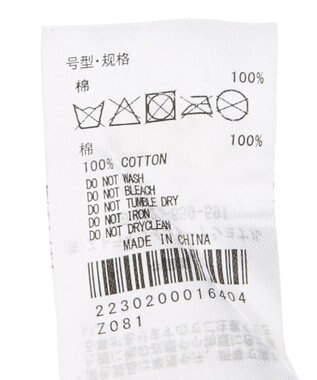 号型·规格
棉 100%
棉 100%
100% COTTON
DO NOT WASH
DO NOT BLEACH
DO NOT TUMBLE DRY
DO NOT IRON
DO NOT DRYCLEAN
MADE IN CHINA
2230200016404
Z081